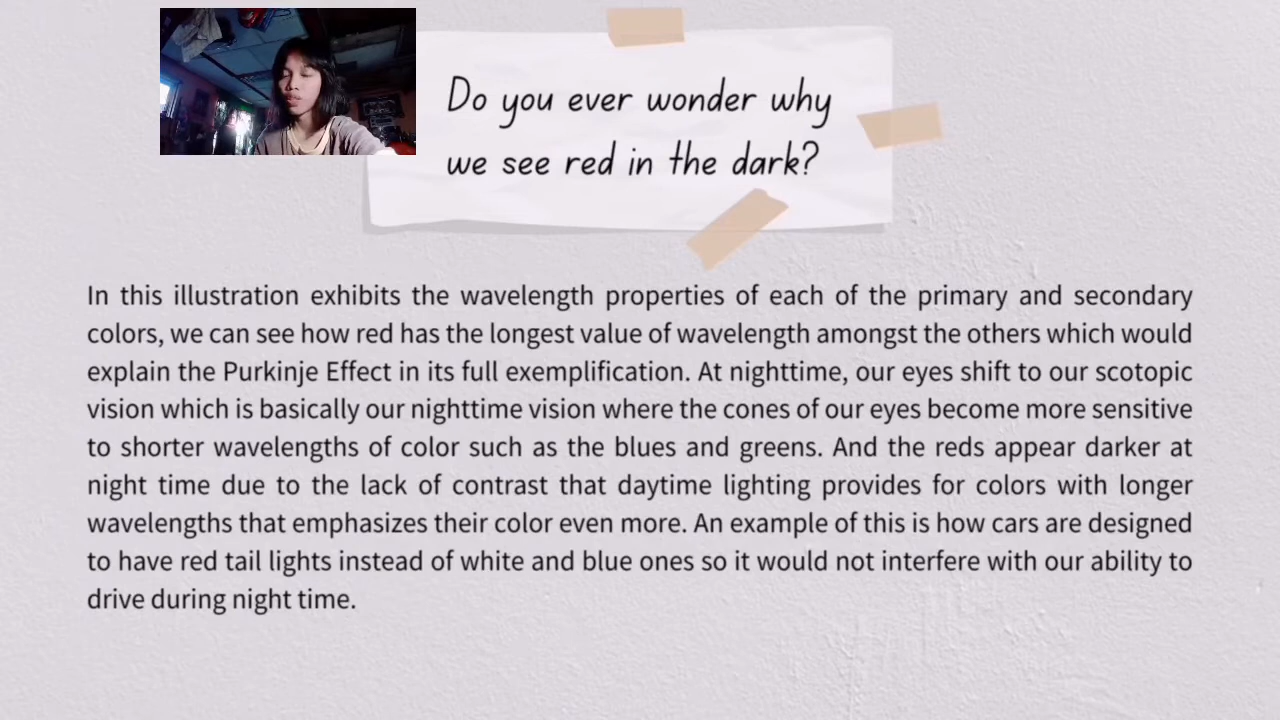 Do you ever wonder why
we see red in the dark?
In this illustration exhibits the wavelength properties of each of the primary and secondary
colors, we can see how red has the longest value of wavelength amongst the others which would
explain the Purkinje Effect in its full exemplification. At nighttime, our eyes shift to our scotopic
vision which is basically our nighttime vision where the cones of our eyes become more sensitive
to shorter wavelengths of color such as the blues and greens. And the reds appear darker at
night time due to the lack of contrast that daytime lighting provides for colors with longer
wavelengths that emphasizes their color even more. An example of this is how cars are designed
to have red tail lights instead of white and blue ones so it would not interfere with our ability to
drive during night time.